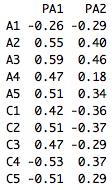 PA1 PA2
A1 -0.26 -0.29
A2 0.55 0.40
A3 0.59 0.46
A4 0.47 0.18
A5 0.51 0.34
C1 0.42 -0.36
C2 0.51 -0.37
C3 0.47 -0.29
C4 -0.53 0.37
C5 -0.51 0.29